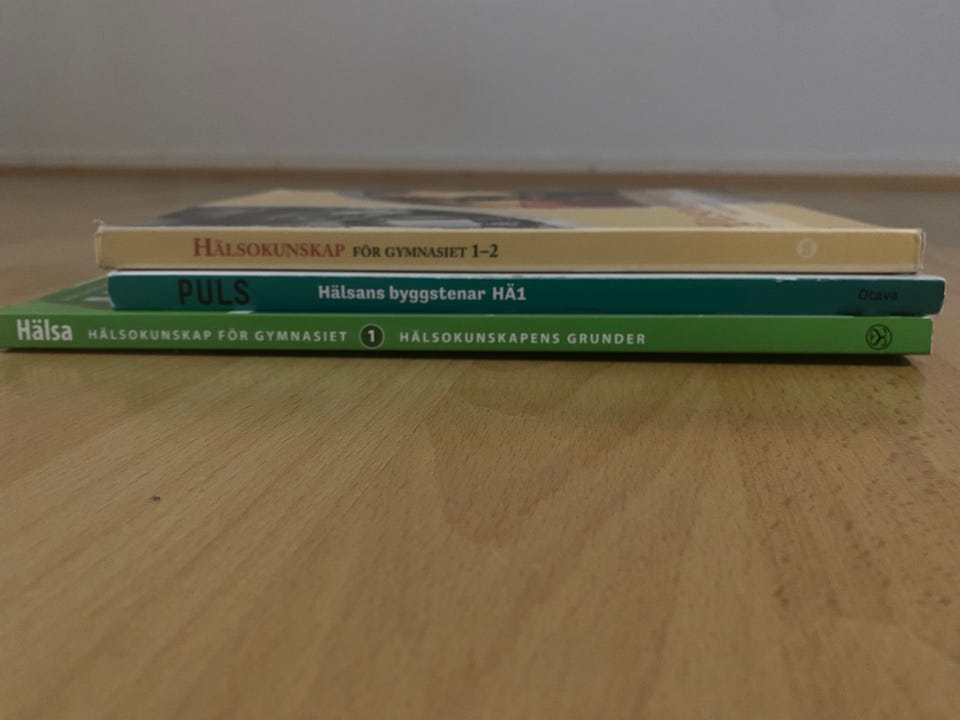 HÄLSOKUNSKAP FÖR GYMNASIET 1–2
PULS Hälsans byggstenar HÄ1 Otava
Hälsa HÄLSOKUNSKAP FÖR GYMNASIET 1 HÄLSOKUNSKAPENS GRUNDER